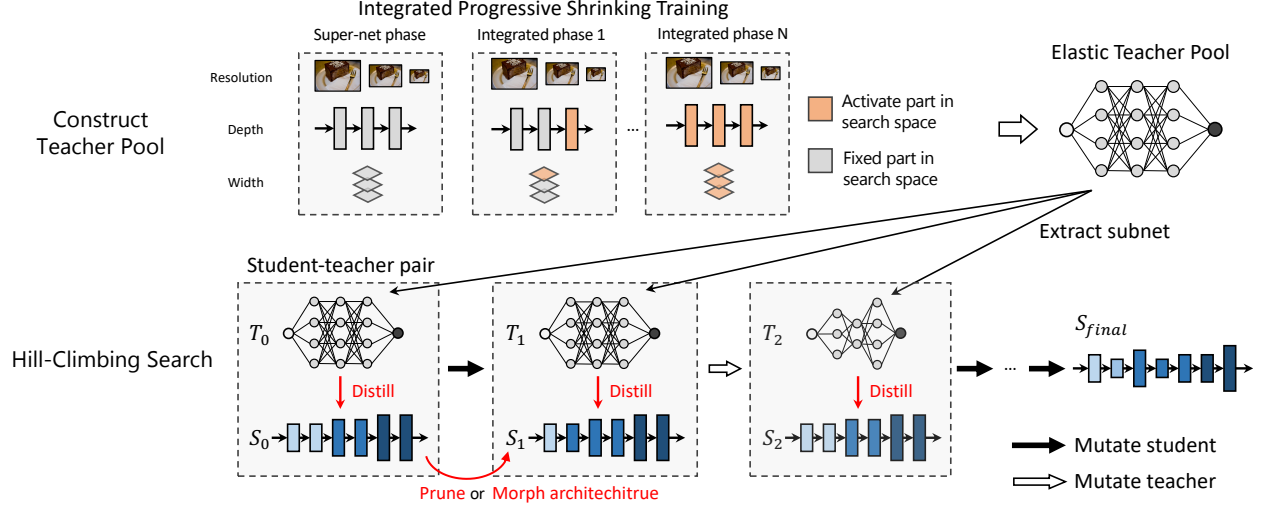 Integrated Progressive Shrinking Training
Super-net phase
Integrated phase 1
Integrated phase N
Elastic Teacher Pool
Resolution
Construct
Teacher Pool
Depth
...
Activate part in
search space
Width
Fixed part in
search space
Extract subnet
Student-teacher pair
Hill-Climbing Search
T0
T1
T2
Sfinal
Distill
Distill
Distill
...
S0
S1
S2
Prune or Morph architechitrue
Mutate student
Mutate teacher